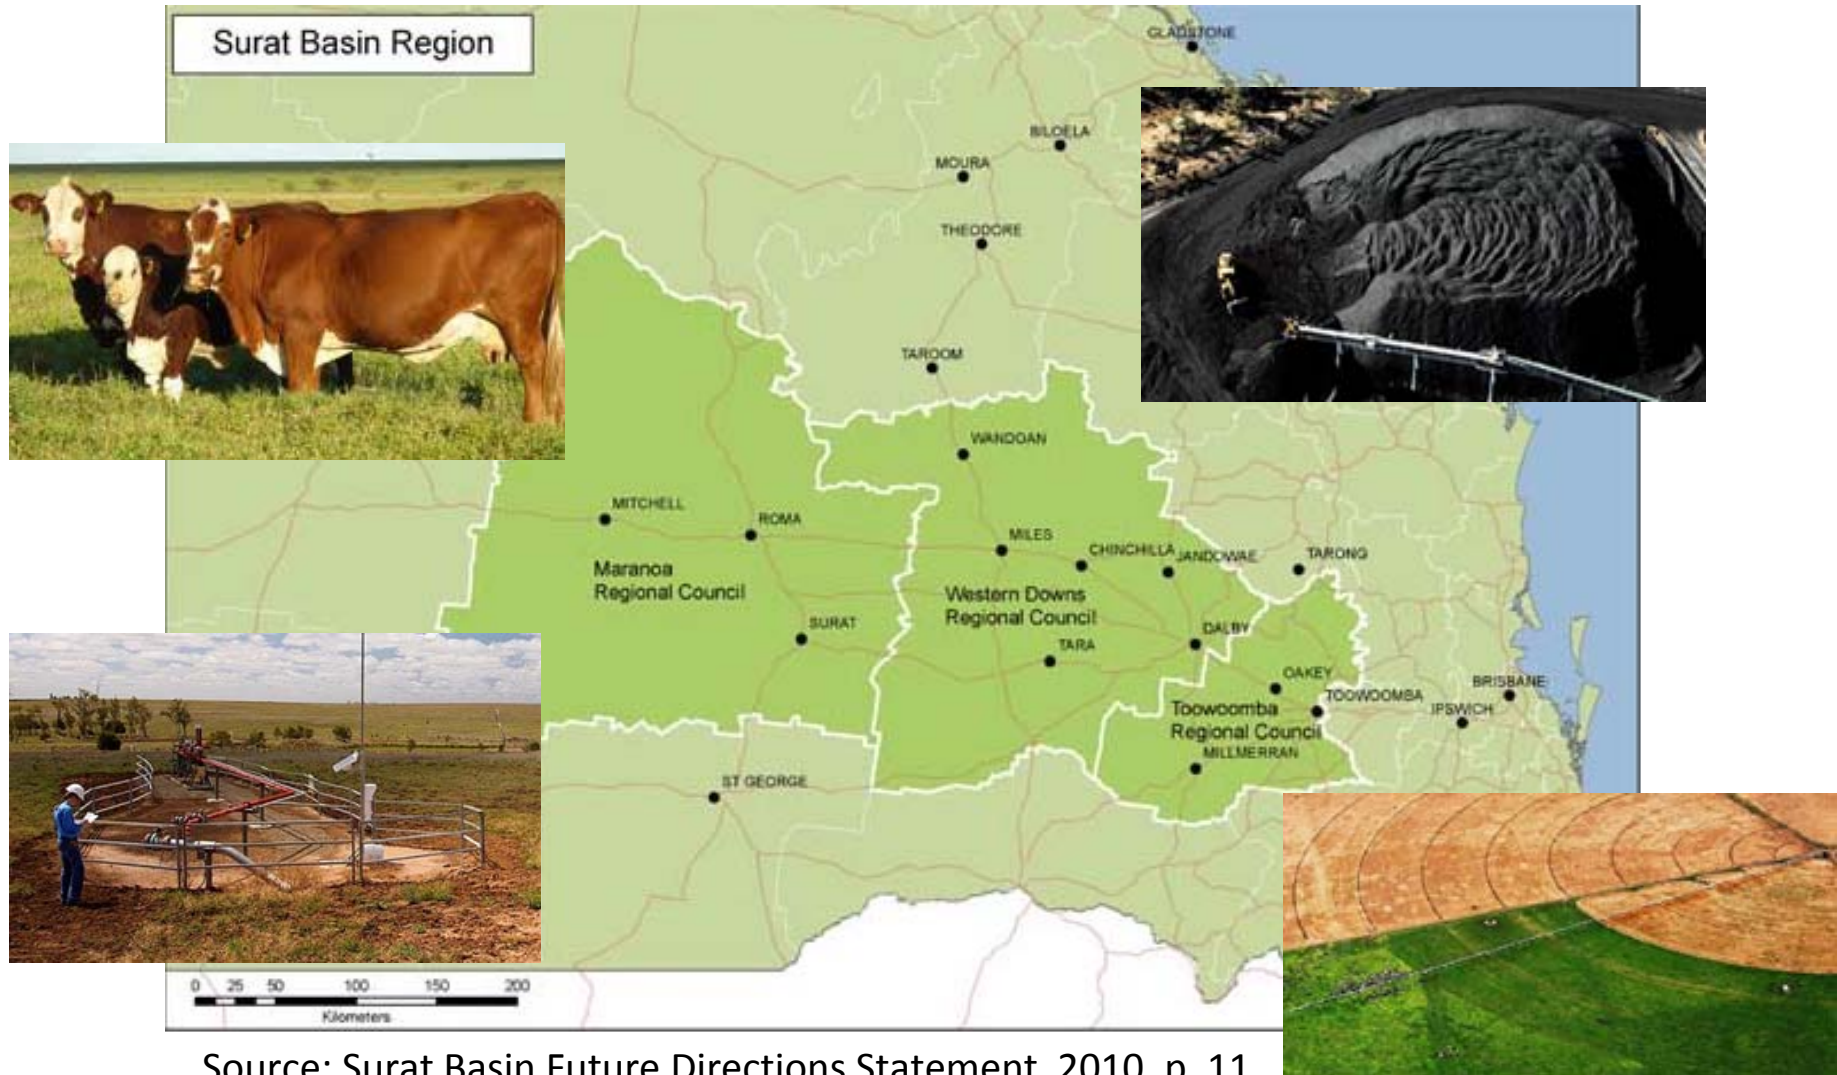 Surat Basin Region
GLADSTONE
BILOELA
MOURA
THEODORE
TAROOM
WANDOAN
MITCHELL
ROMA
MILES
CHINCHILLA
JANDOWAE
TARONG
Maranoa
Regional Council
Western Downs
Regional Council
SURAT
TARA
DALBY
OAKEY
TOOWOOMBA
BRISBANE
IPSWICH
Toowoomba
Regional Council
MILLMERRAN
ST GEORGE
0 25 50 100 150 200
Kilometers
Source: Surat Basin Future Directions Statement, 2010, p. 11